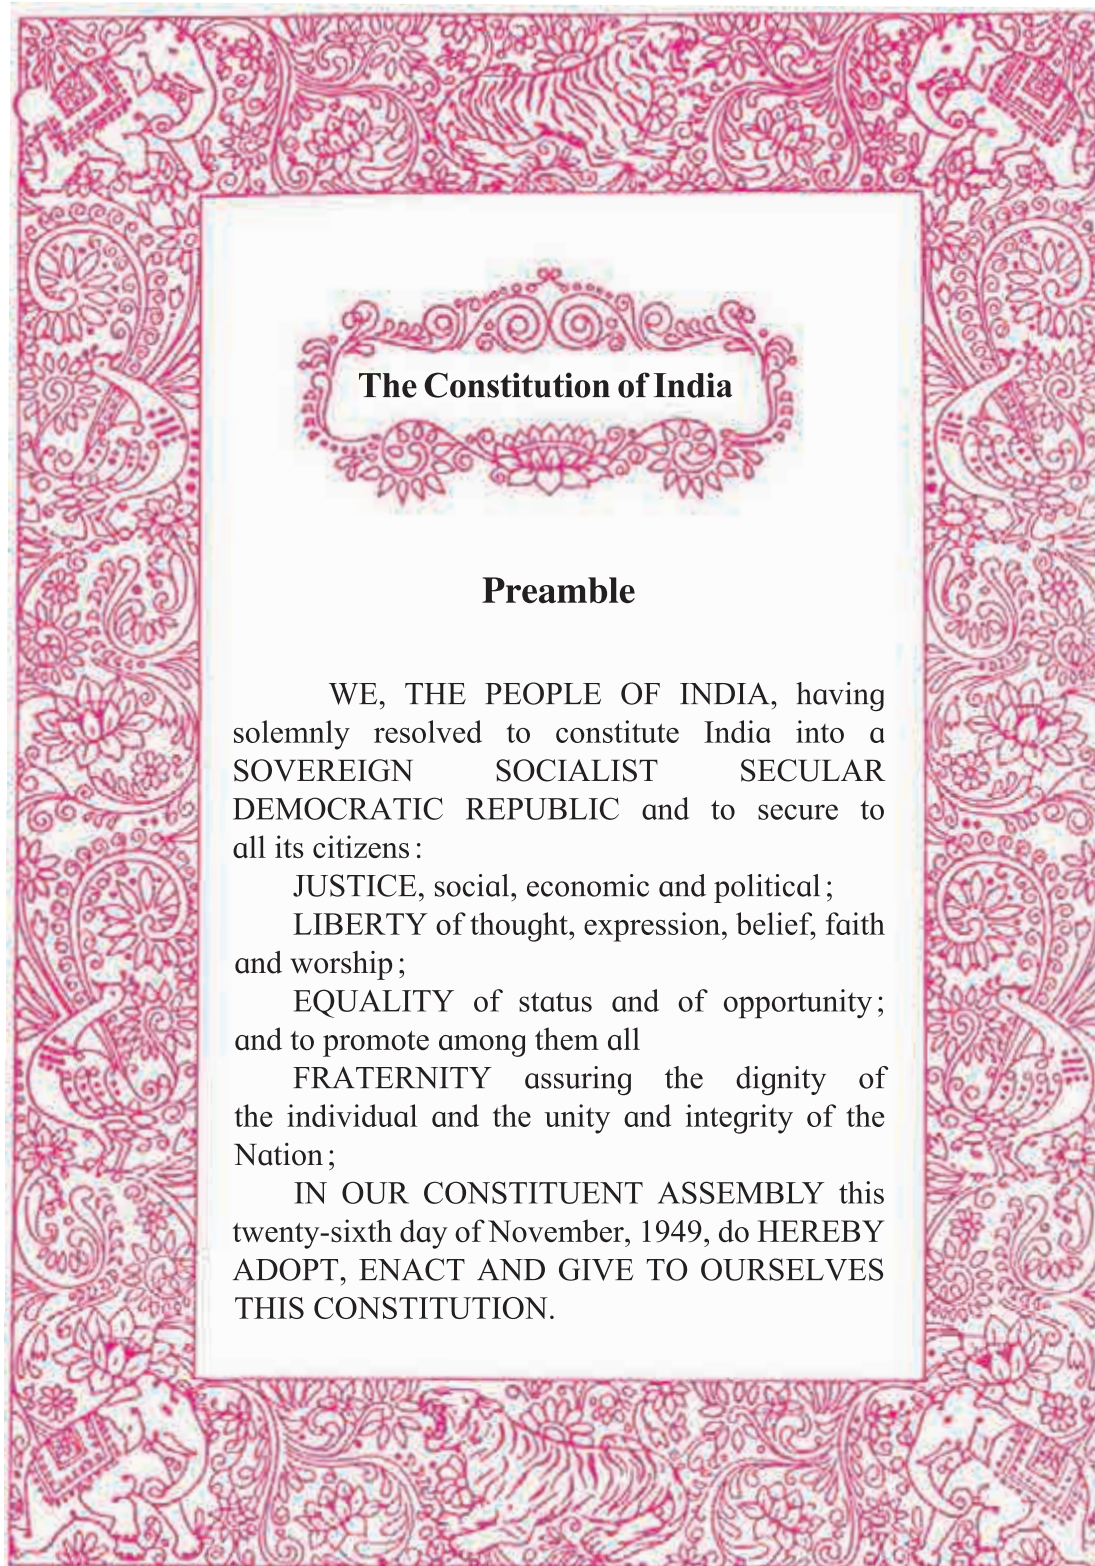 The Constitution of India
Preamble
WE, THE PEOPLE OF INDIA, having
solemnly resolved to constitute India into a
SOVEREIGN SOCIALIST SECULAR
DEMOCRATIC REPUBLIC and to secure to
all its citizens :
JUSTICE, social, economic and political ;
LIBERTY of thought, expression, belief, faith
and worship ;
EQUALITY of status and of opportunity ;
and to promote among them all
FRATERNITY assuring the dignity of
the individual and the unity and integrity of the
Nation ;
IN OUR CONSTITUENT ASSEMBLY this
twenty-sixth day of November, 1949, do HEREBY
ADOPT, ENACT AND GIVE TO OURSELVES
THIS CONSTITUTION.